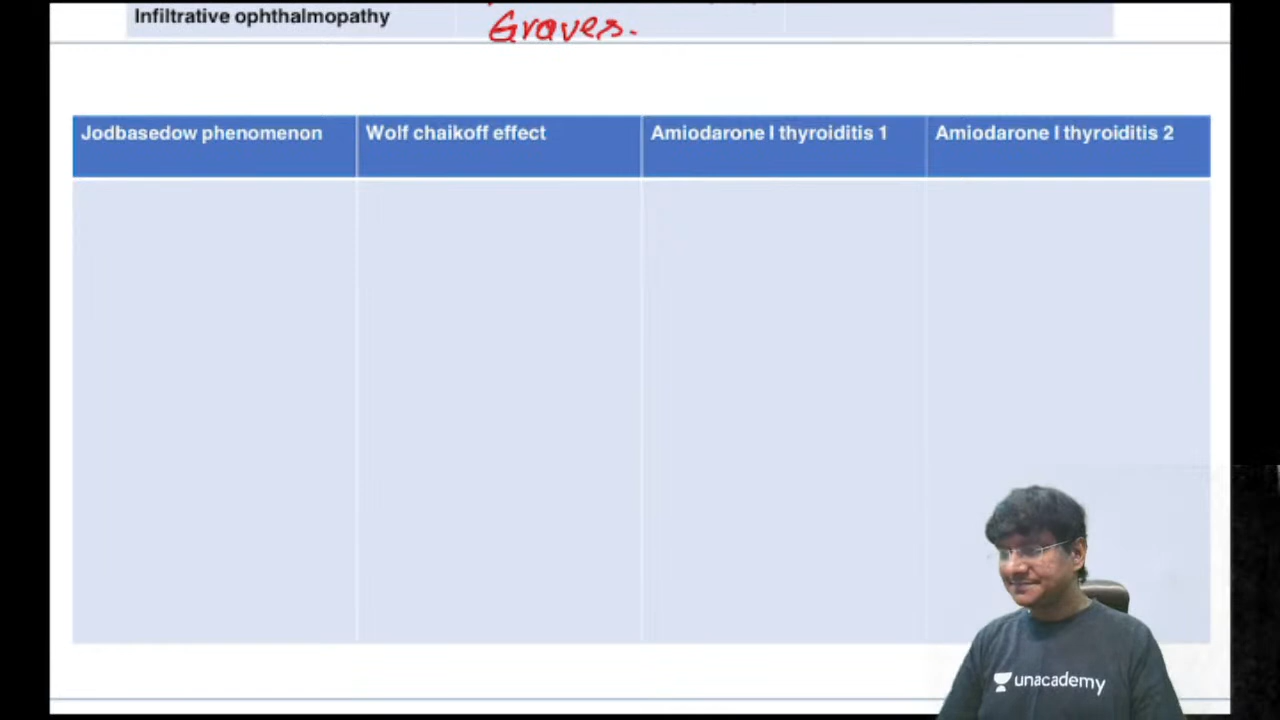 Infiltrative ophthalmopathy
Graves.
Jodbasedow phenomenon
Wolf chaikoff effect
Amiodarone I thyroiditis 1
Amiodarone I thyroiditis 2
unacademy